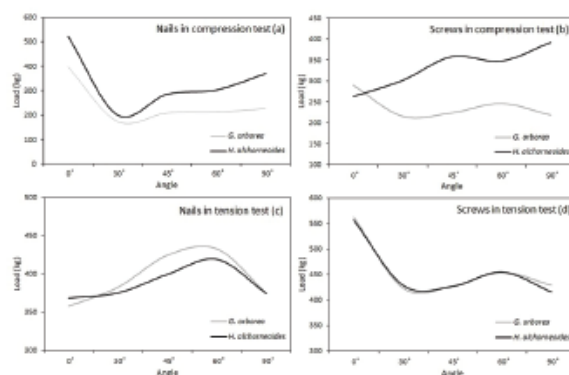 Nails in compression test (a)
600
500
400
300
200
100
0
Load (kg)
0° 30° 45° 60° 90°
Angle
G. arborea
H. alchorneoides
Screws in compression test (b)
450
400
350
300
250
200
150
100
Load (kg)
0° 30° 45° 60° 90°
Angle
G. arborea
H. alchorneoides
Nails in tension test (c)
500
450
400
350
300
Load (kg)
0° 30° 45° 60° 90°
Angle
G. arborea
H. alchorneoides
Screws in tension test (d)
600
550
500
450
400
350
300
Load (kg)
0° 30° 45° 60° 90°
Angle
G. arborea
H. alchorneoides